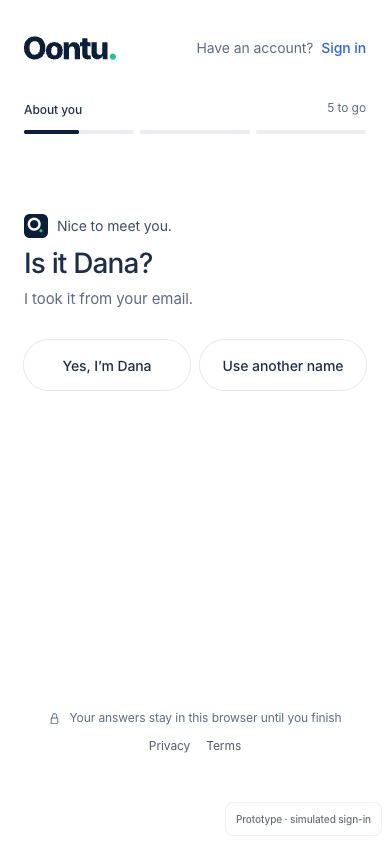 Oontu.
Have an account? Sign in
About you
5 to go
Nice to meet you.
Is it Dana?
I took it from your email.
Yes, I’m Dana
Use another name
Your answers stay in this browser until you finish
Privacy Terms
Prototype · simulated sign-in